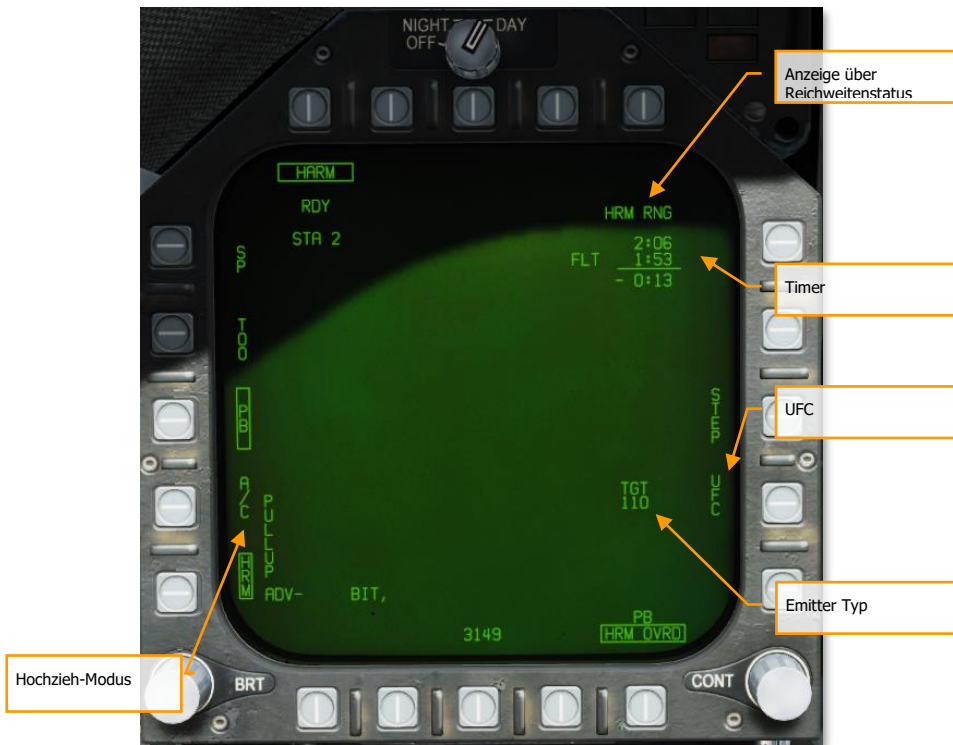 NIGHT DAY
OFF
Anzeige über
Reichweitenstatus
HARM
RDY
HRM RNG
STA 2
2:06
FLT 1:53
- 0:13
SP
Timer
TOO
PB
STEP
UFC
A/C
PULLUP
UFC
TGT
110
HRM
ADV- BIT,
Emitter Typ
PB
3149
HRM OVRD
Hochzieh-Modus
BRT
CONT